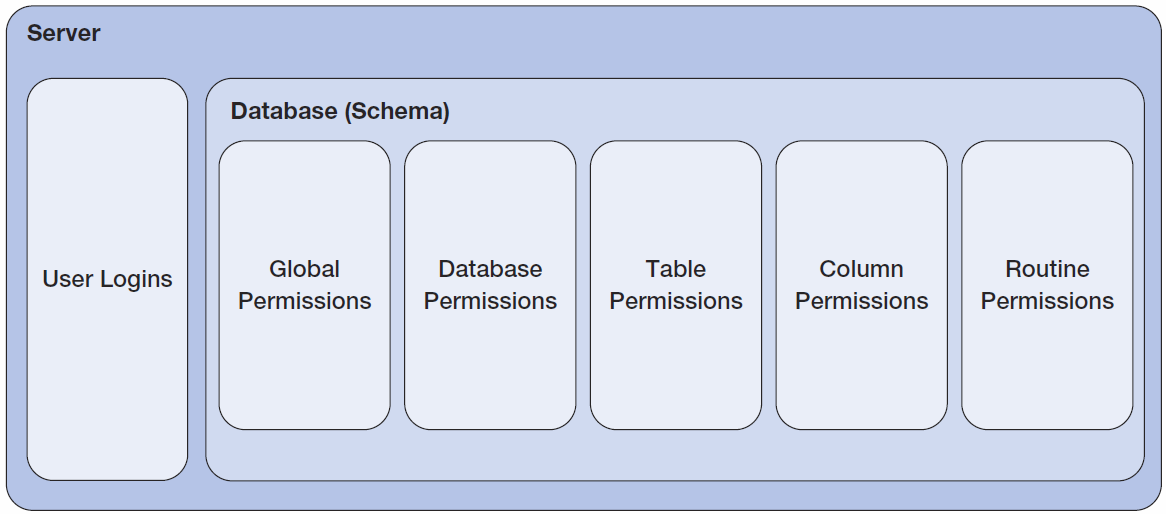 Server
User Logins
Database (Schema)
Global
Permissions
Database
Permissions
Table
Permissions
Column
Permissions
Routine
Permissions